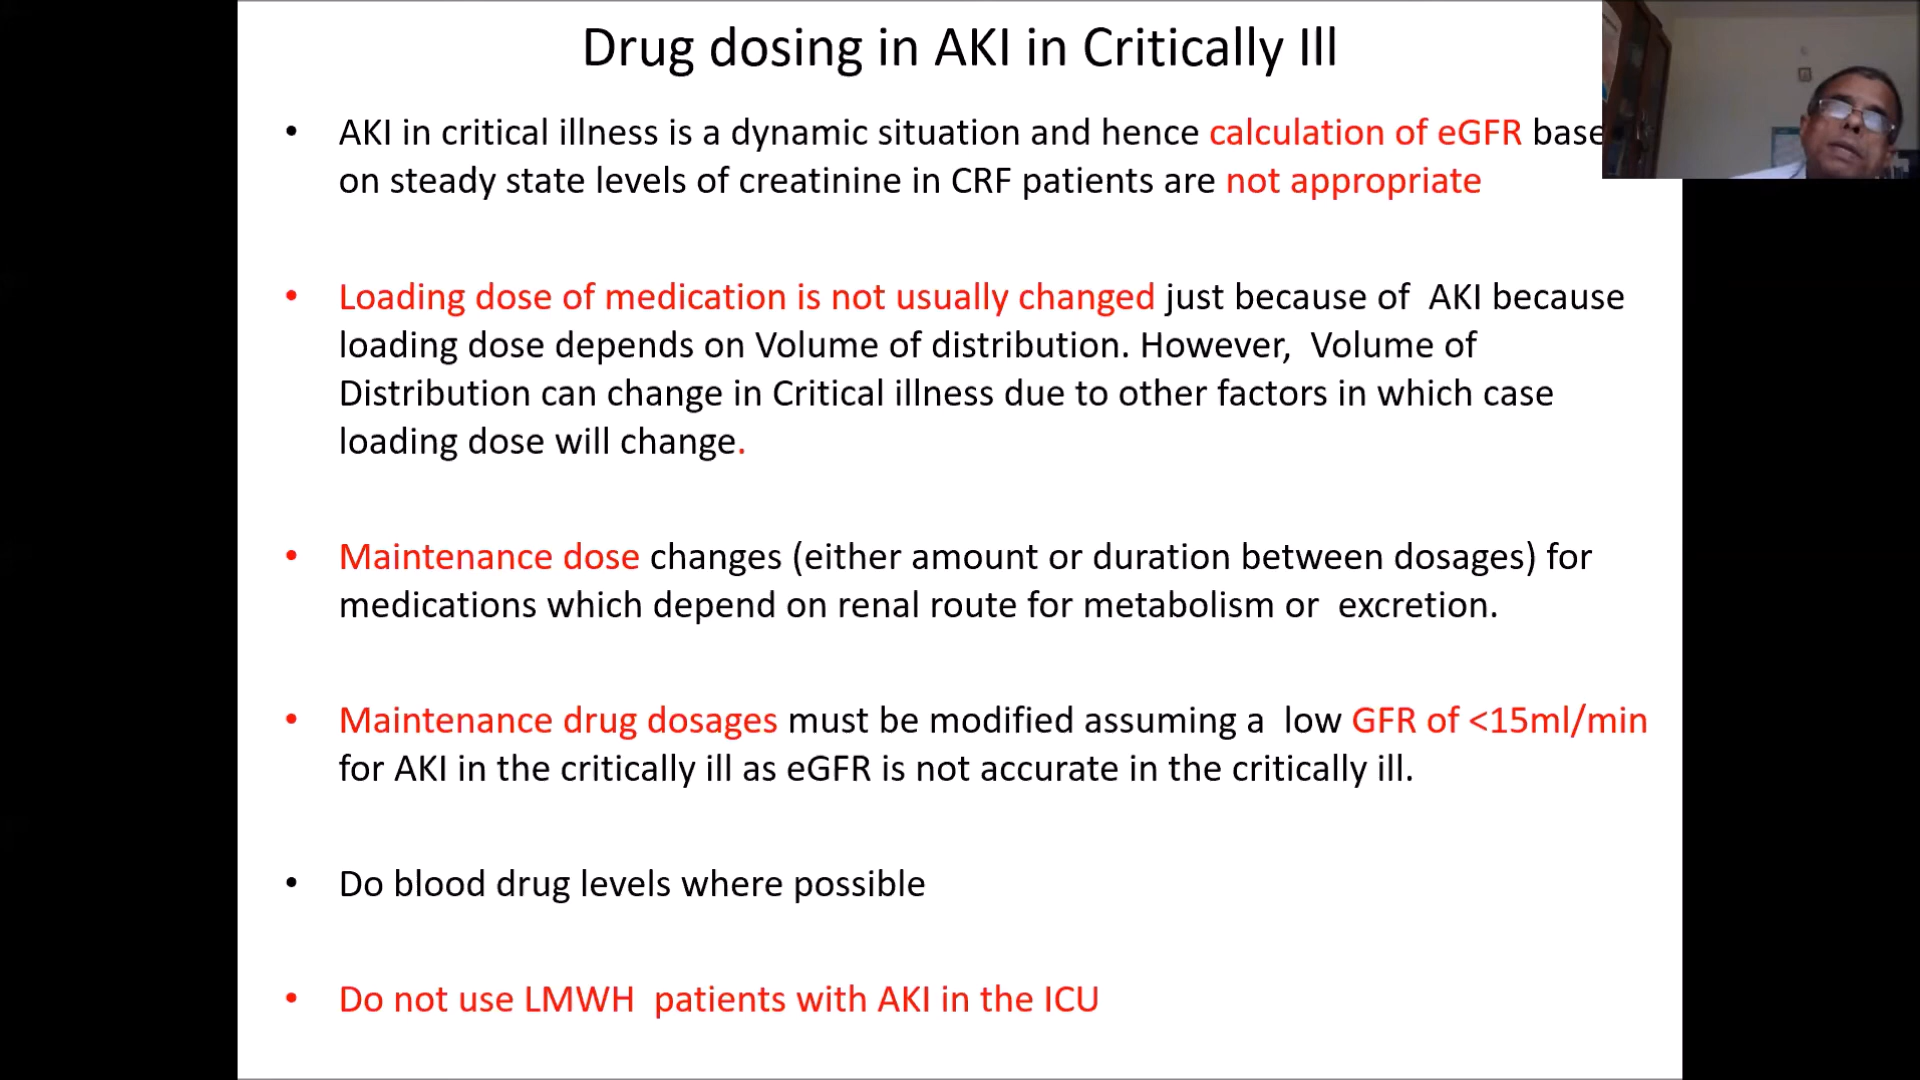 Drug dosing in AKI in Critically Ill
• AKI in critical illness is a dynamic situation and hence calculation of eGFR base
on steady state levels of creatinine in CRF patients are not appropriate
• Loading dose of medication is not usually changed just because of AKI because
loading dose depends on Volume of distribution. However, Volume of
Distribution can change in Critical illness due to other factors in which case
loading dose will change.
• Maintenance dose changes (either amount or duration between dosages) for
medications which depend on renal route for metabolism or excretion.
• Maintenance drug dosages must be modified assuming a low GFR of <15ml/min
for AKI in the critically ill as eGFR is not accurate in the critically ill.
• Do blood drug levels where possible
• Do not use LMWH patients with AKI in the ICU